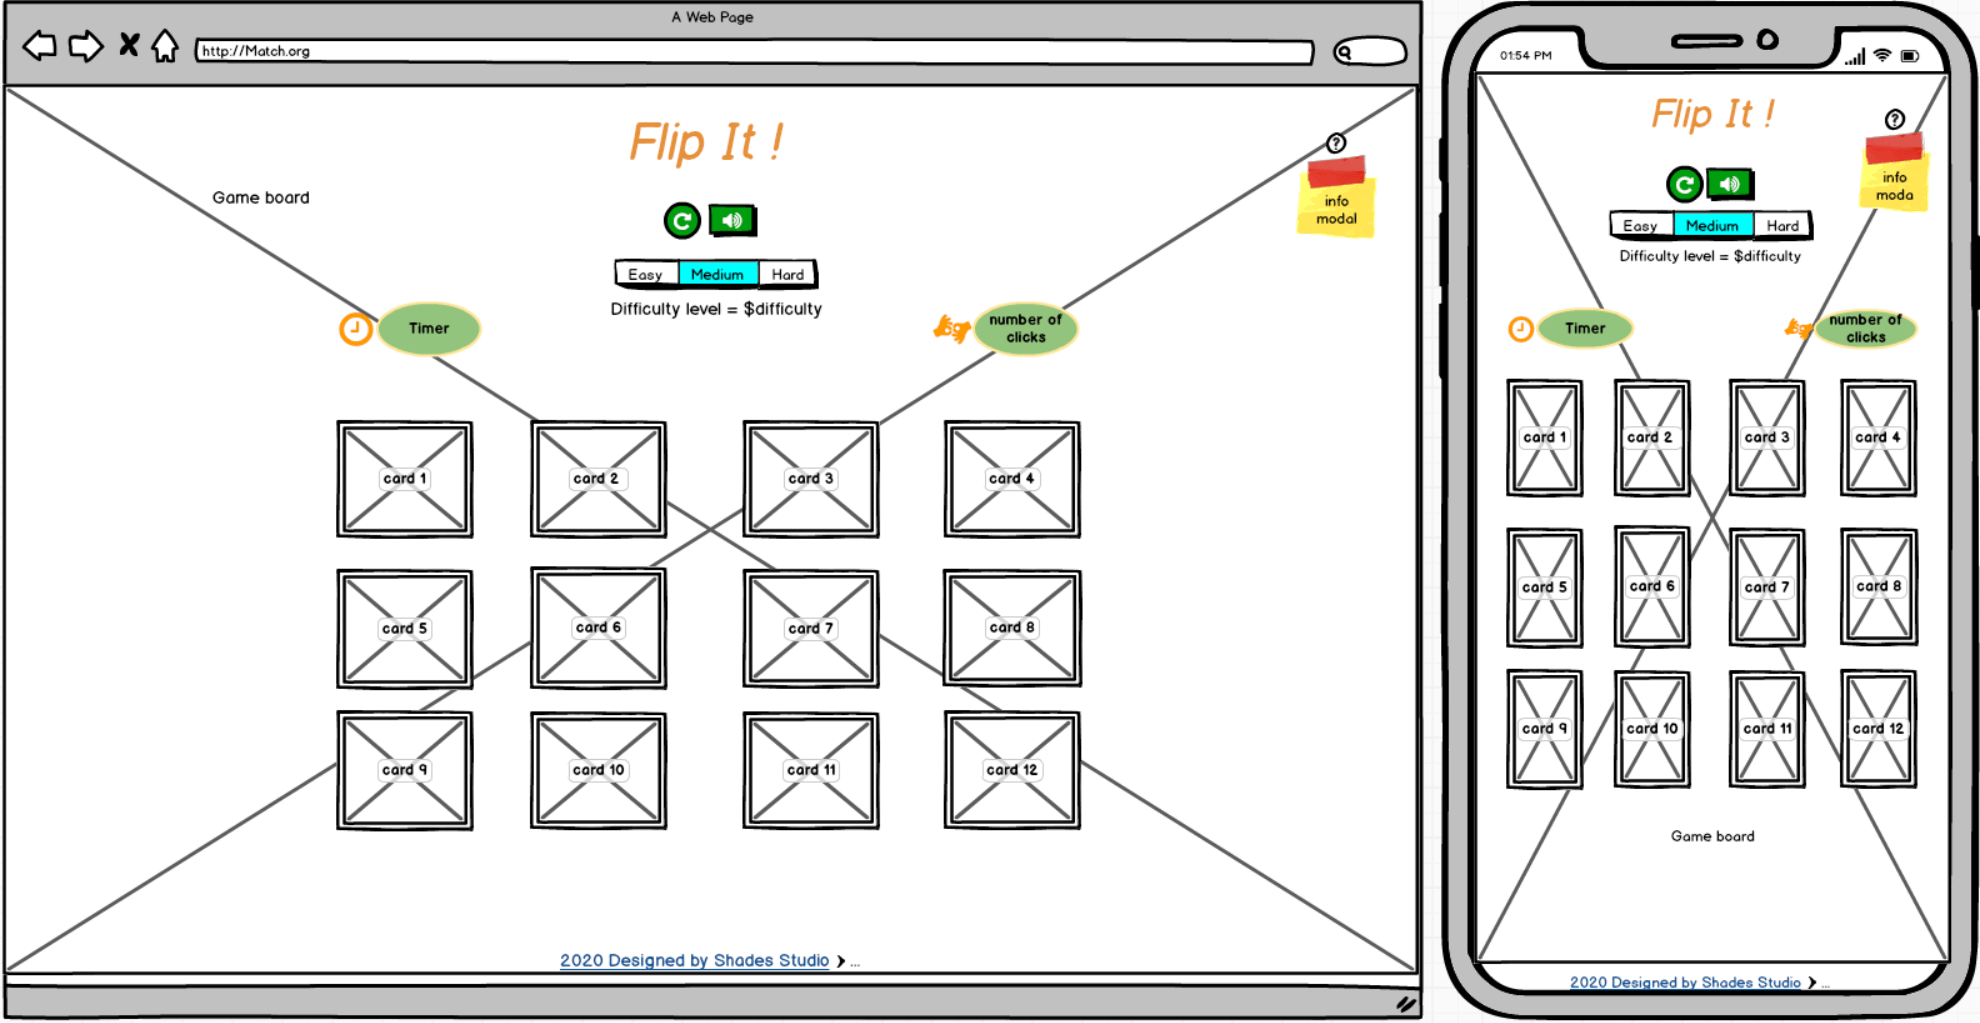 A Web Page
http://Match.org
Flip It !
Game board
info
modal
Easy Medium Hard
Difficulty level = $difficulty
Timer
number of
clicks
card 1 card 2 card 3 card 4
card 5 card 6 card 7 card 8
card 9 card 10 card 11 card 12
2020 Designed by Shades Studio ...
01:54 PM
Flip It !
info
moda
Easy Medium Hard
Difficulty level = $difficulty
Timer
number of
clicks
card 1 card 2 card 3 card 4
card 5 card 6 card 7 card 8
card 9 card 10 card 11 card 12
Game board
2020 Designed by Shades Studio ...